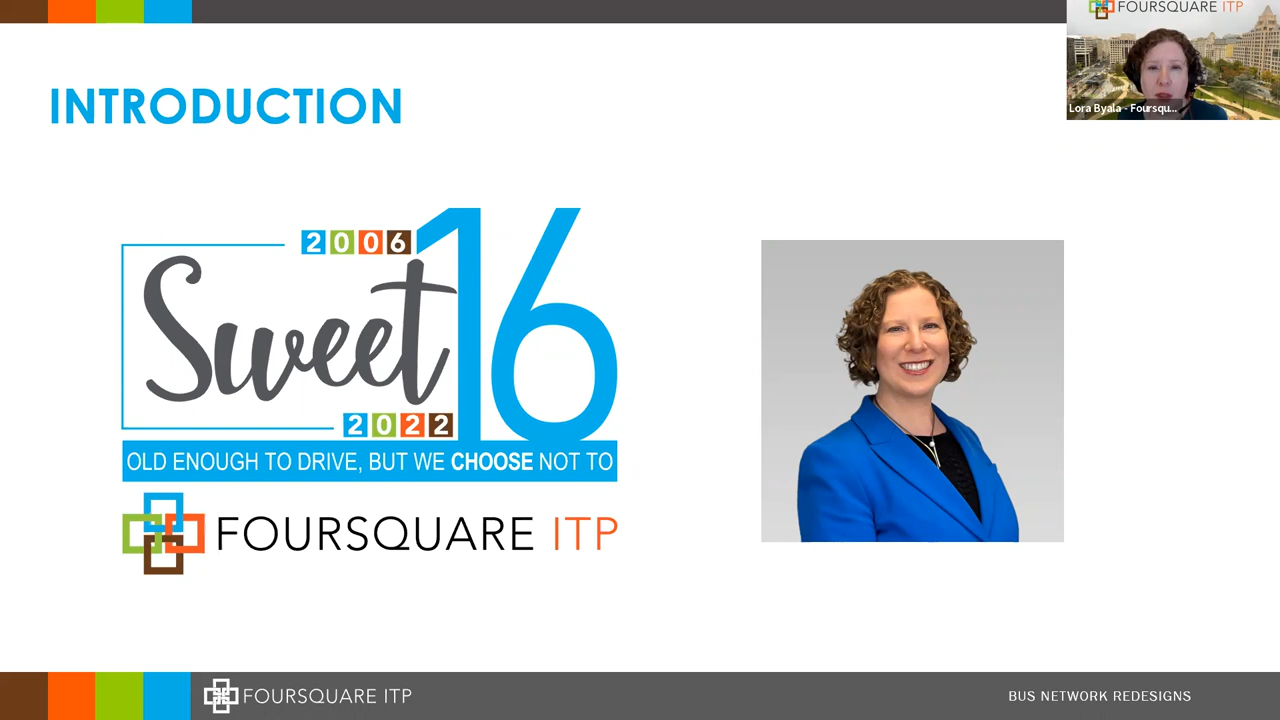 FOURSQUARE ITP
Lora Byala - Foursqu...
INTRODUCTION
2006
Sweet 16
2022
OLD ENOUGH TO DRIVE, BUT WE CHOOSE NOT TO
FOURSQUARE ITP
FOURSQUARE ITP
BUS NETWORK REDESIGNS